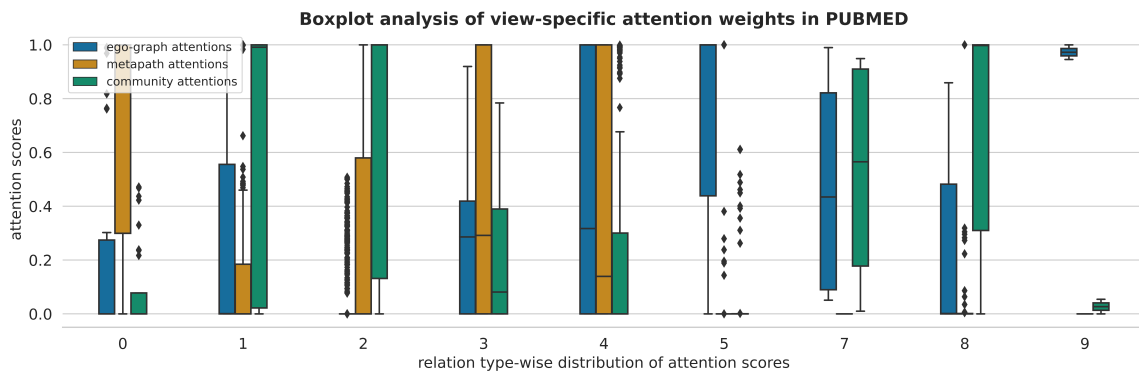 Boxplot analysis of view-specific attention weights in PUBMED
ego-graph attentions
metapath attentions
community attentions
attention scores
1.0
0.8
0.6
0.4
0.2
0.0
0 1 2 3 4 5 7 8 9
relation type-wise distribution of attention scores